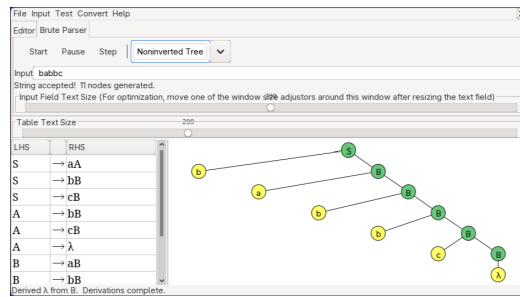 File Input Test Convert Help
Editor Brute Parser
Start Pause Step Noninverted Tree
Input babbc
String accepted! 11 nodes generated.
Input Field Text Size (For optimization, move one of the window size adjustors around this window after resizing the text field)
Table Text Size
200
LHS RHS
S → aA
S → bB
S → cB
A → bB
A → cB
A → λ
B → aB
B → bB
S
b B
a B
b B
b B
c B
λ
Derived λ from B. Derivations complete.